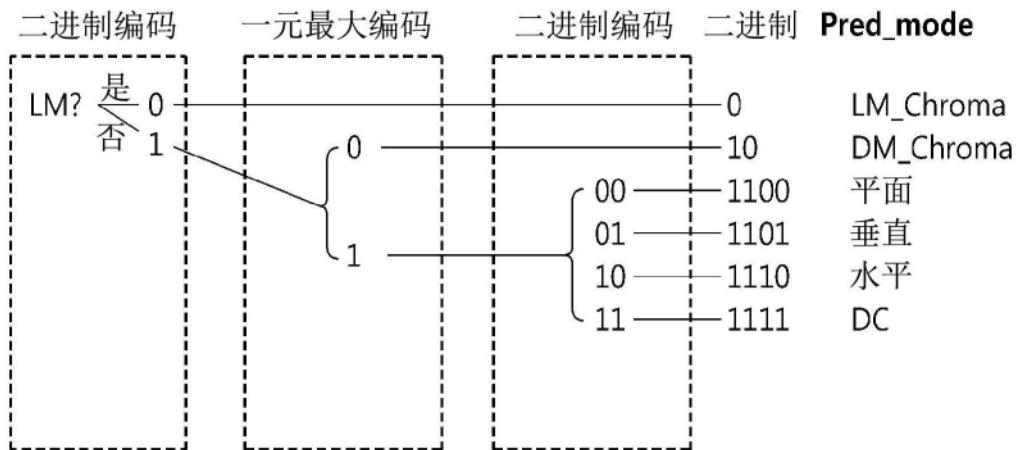 二进制编码 一元最大编码 二进制编码 二进制 Pred_mode
LM? 是 0 0 LM_Chroma
否 1
0 10 DM_Chroma
00 1100 平面
01 1101 垂直
1
10 1110 水平
11 1111 DC